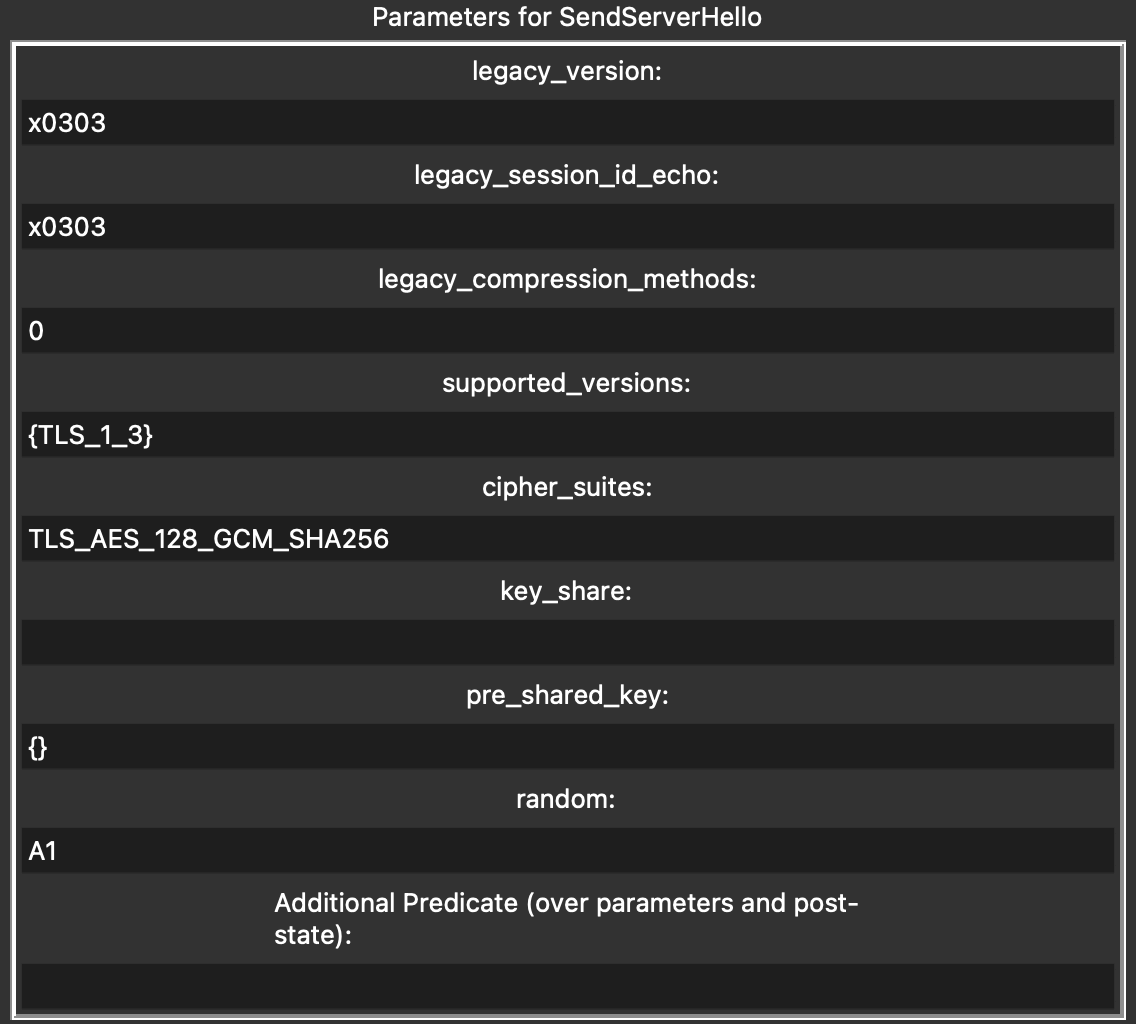 Parameters for SendServerHello
legacy_version:
x0303
legacy_session_id_echo:
x0303
legacy_compression_methods:
0
supported_versions:
{TLS_1_3}
cipher_suites:
TLS_AES_128_GCM_SHA256
key_share:
pre_shared_key:
{}
random:
A1
Additional Predicate (over parameters and post-
state):